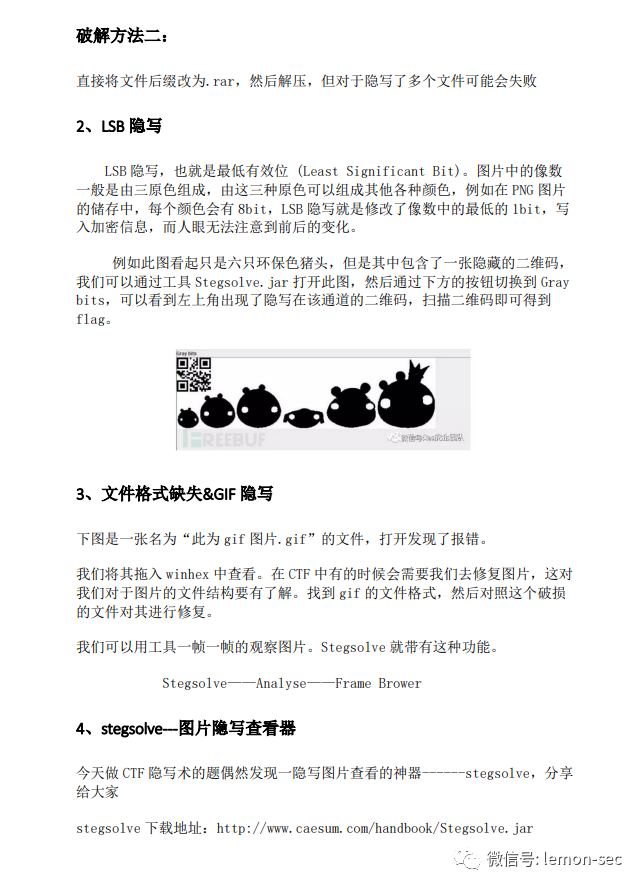 破解方法二：
直接将文件后缀改为.rar，然后解压，但对于隐写了多个文件可能会失败
2、LSB 隐写
LSB 隐写，也就是最低有效位 (Least Significant Bit)。图片中的像数
一般是由三原色组成，由这三种原色可以组成其他各种颜色，例如在 PNG 图片
的储存中，每个颜色会有 8bit，LSB 隐写就是修改了像数中的最低的 1bit，写
入加密信息，而人眼无法注意到前后的变化。
例如此图看起只是六只环保色猪头，但是其中包含了一张隐藏的二维码，
我们可以通过工具 Stegsolve.jar 打开此图，然后通过下方的按钮切换到 Gray
bits，可以看到左上角出现了隐写在该通道的二维码，扫描二维码即可得到
flag。
Gray bits
FREEBUF
3、文件格式缺失&GIF 隐写
下图是一张名为“此为 gif 图片.gif”的文件，打开发现了报错。
我们将其拖入 winhex 中查看。在 CTF 中有的时候会需要我们去修复图片，这对
我们对于图片的文件结构要有了解。找到 gif 的文件格式，然后对照这个破损
的文件对其进行修复。
我们可以用工具一帧一帧的观察图片。Stegsolve 就带有这种功能。
Stegsolve——Analyse——Frame Brower
4、stegsolve---图片隐写查看器
今天做 CTF 隐写术的题偶然发现一隐写图片查看的神器------stegsolve，分享
给大家
stegsolve 下载地址：http://www.caesum.com/handbook/Stegsolve.jar
微信号: lemon-sec